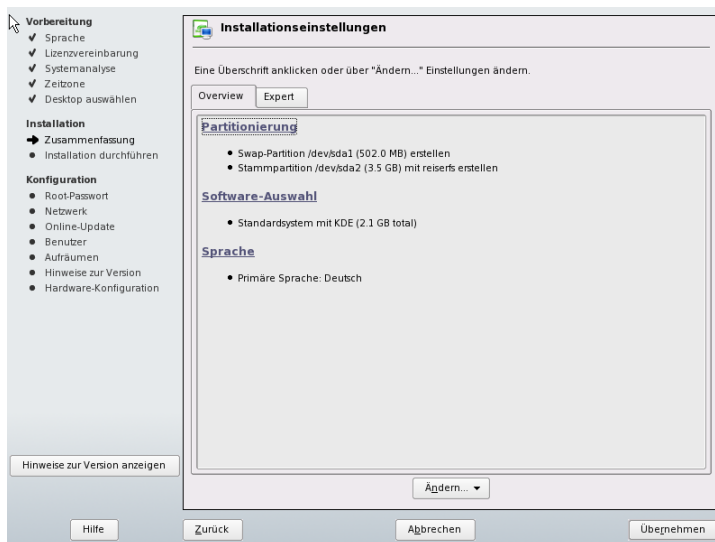 Vorbereitung
Sprache
Lizenzvereinbarung
Systemanalyse
Zeitzone
Desktop auswählen
Installation
Zusammenfassung
Installation durchführen
Konfiguration
Root-Passwort
Netzwerk
Online-Update
Benutzer
Aufräumen
Hinweise zur Version
Hardware-Konfiguration
Hinweise zur Version anzeigen
Installationseinstellungen
Eine Überschrift anklicken oder über "Ändern..." Einstellungen ändern.
Overview Expert
Partitionierung
Swap-Partition /dev/sda1 (502.0 MB) erstellen
Stammpartition /dev/sda2 (3.5 GB) mit reiserfs erstellen
Software-Auswahl
Standardsystem mit KDE (2.1 GB total)
Sprache
Primäre Sprache: Deutsch
Ändern...
Hilfe Zurück Abbrechen Übernehmen